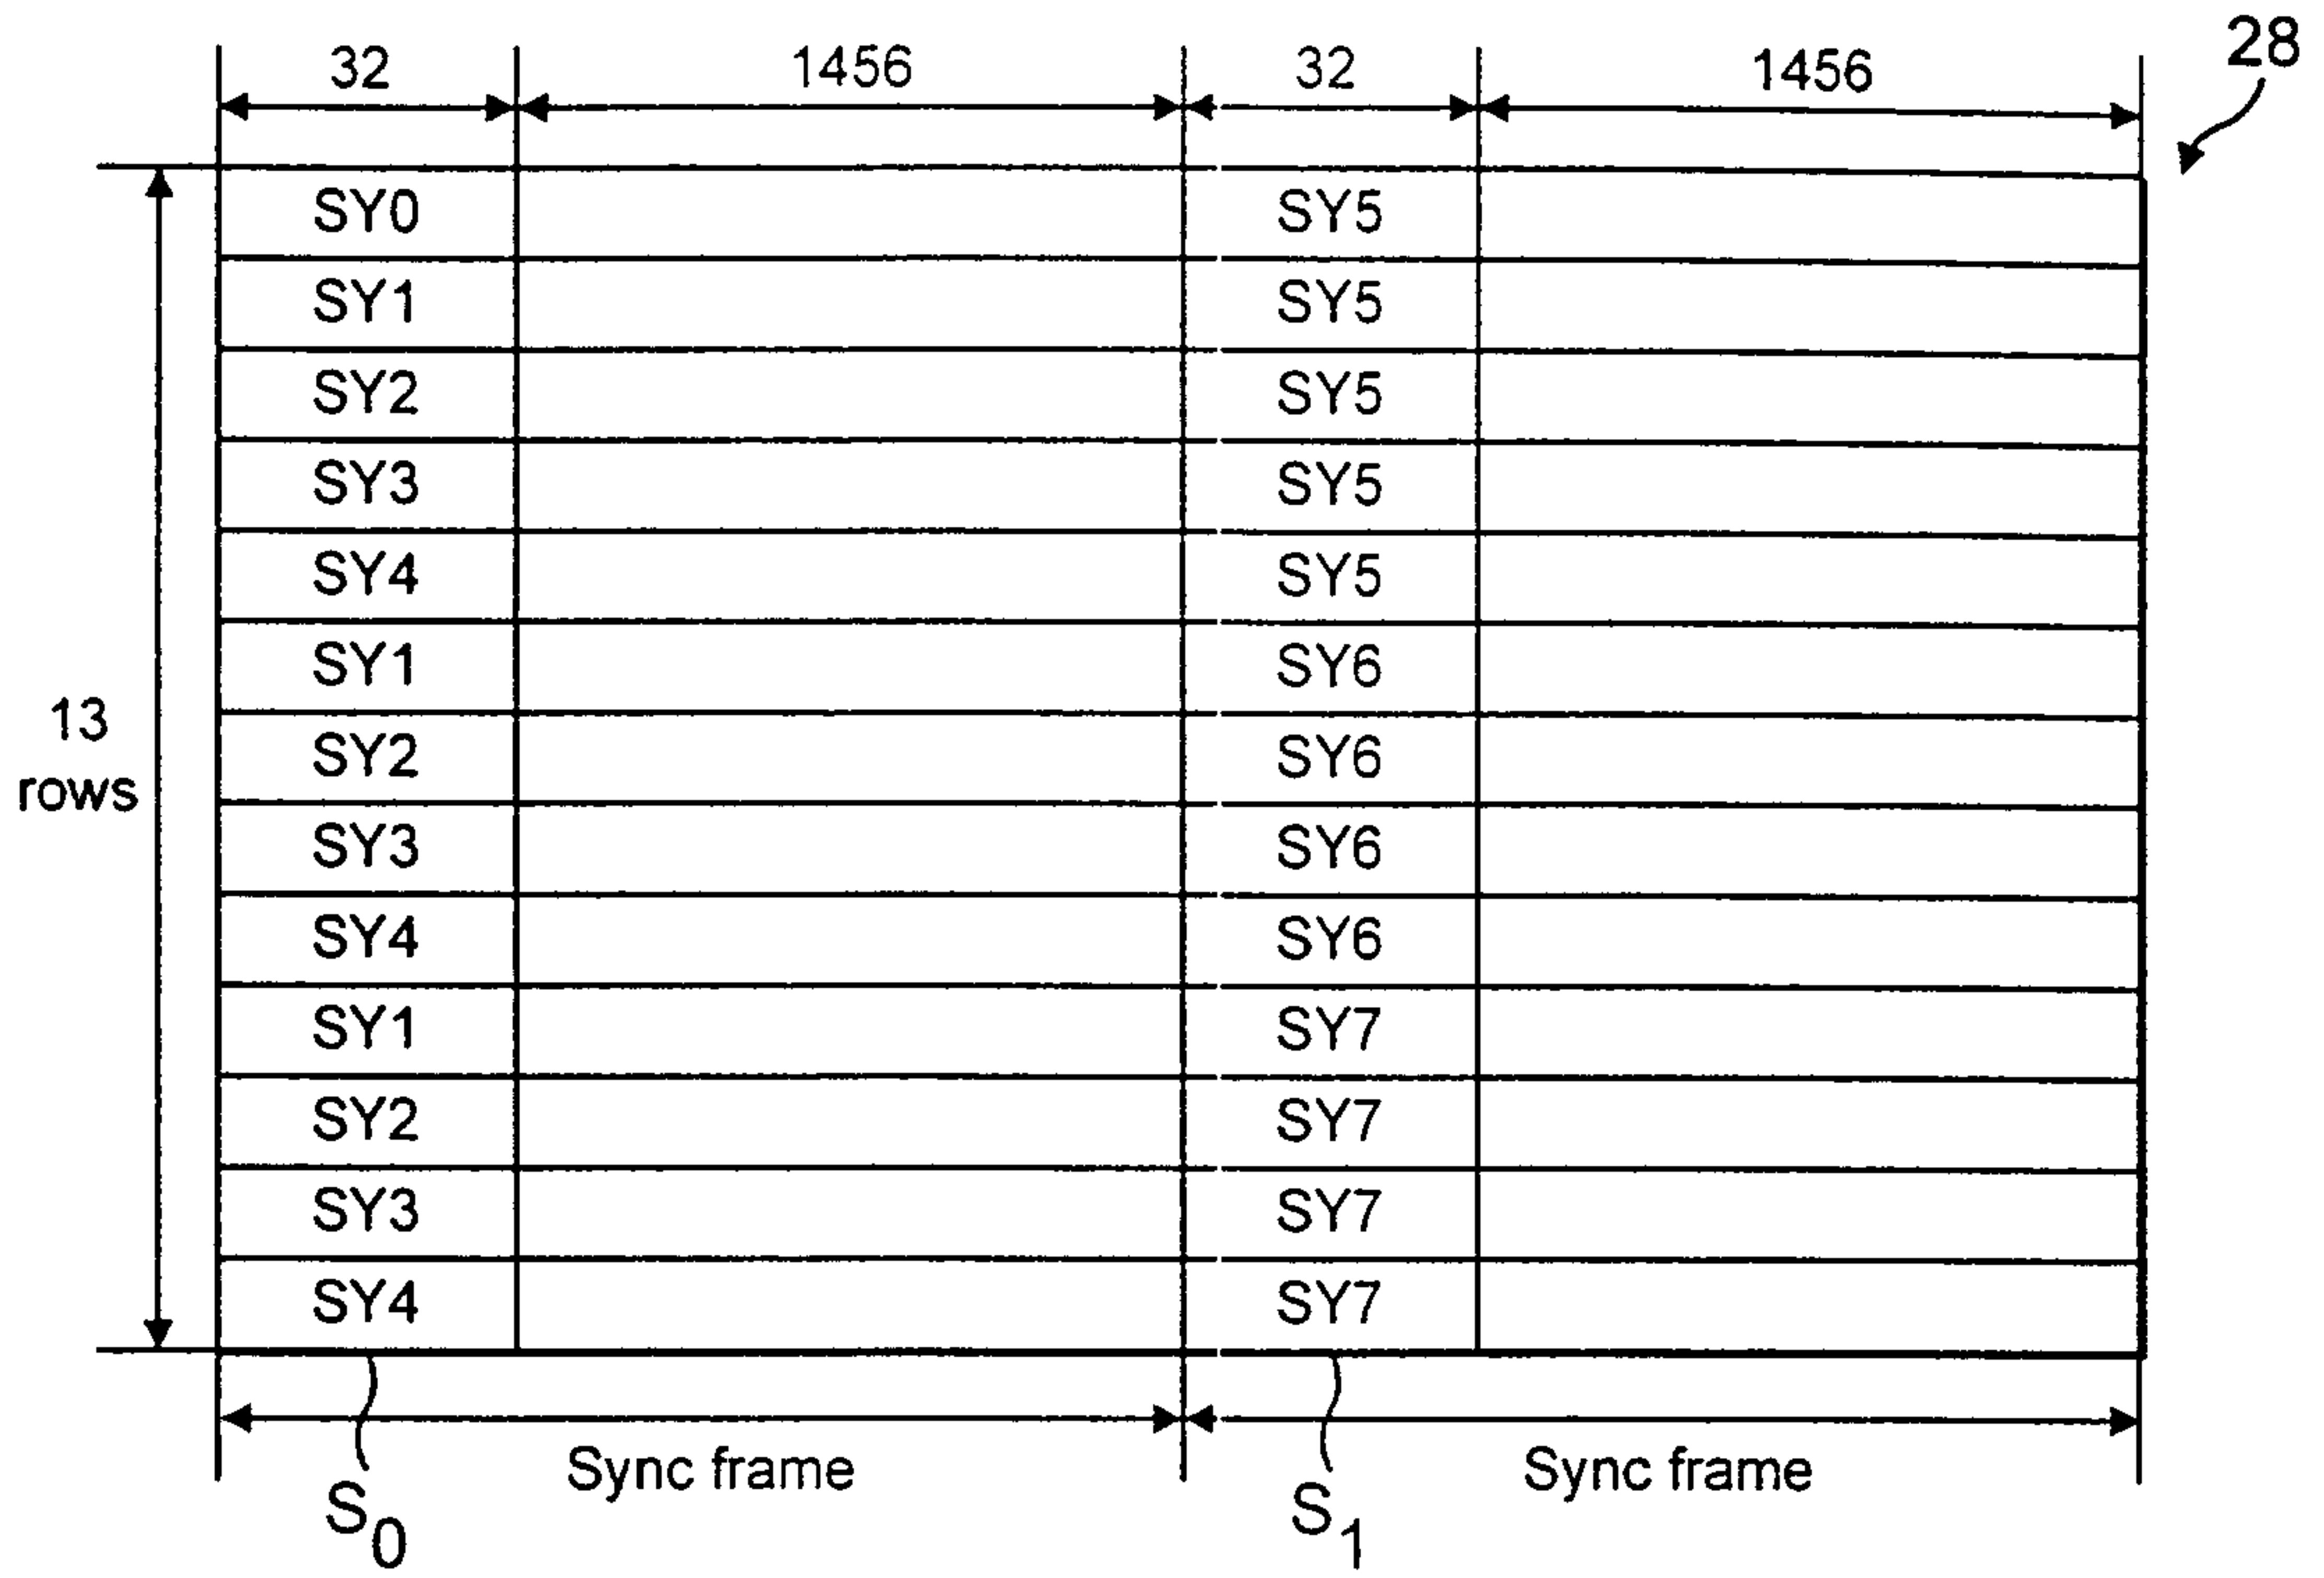 28
32 1456 32 1456
SY0 SY5
SY1 SY5
SY2 SY5
SY3 SY5
SY4 SY5
SY1 SY6
13
rows
SY2 SY6
SY3 SY6
SY4 SY6
SY1 SY7
SY2 SY7
SY3 SY7
SY4 SY7
Sync frame Sync frame
S0 S1